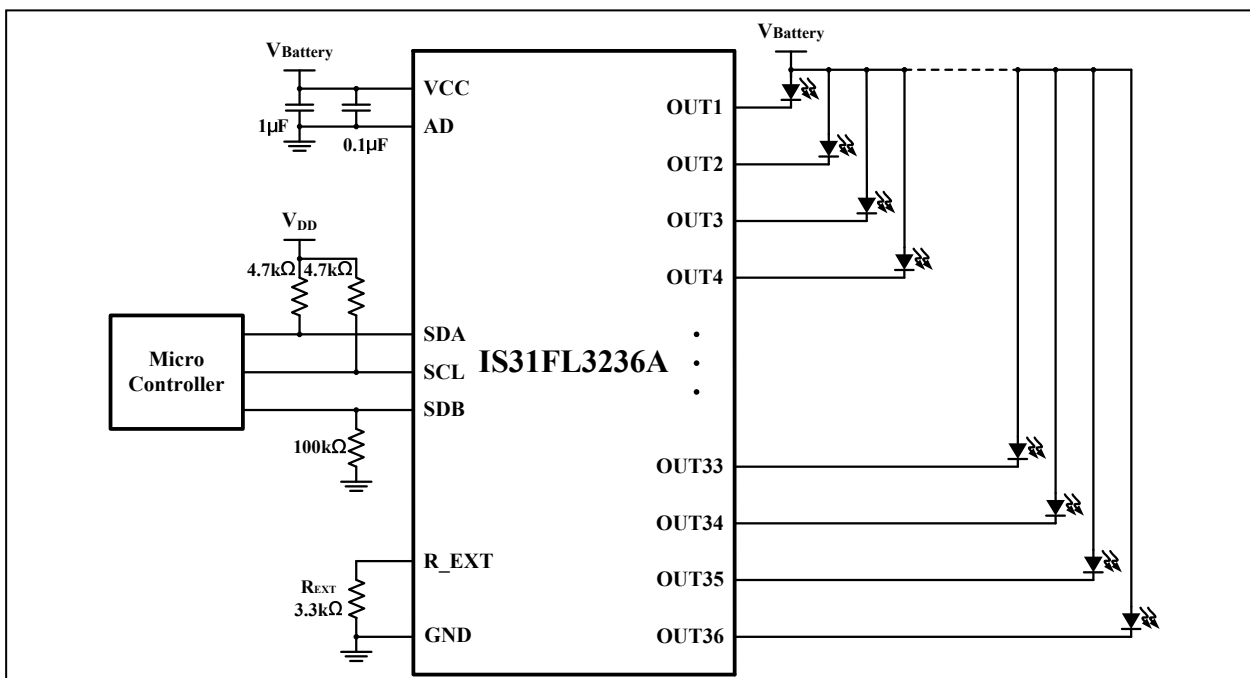 VBattery
VCC
AD
1µF
0.1µF
VDD
4.7kΩ 4.7kΩ
Micro
Controller
SDA
SCL
SDB
100kΩ
R_EXT
REXT
3.3kΩ
GND
IS31FL3236A
VBattery
OUT1
OUT2
OUT3
OUT4
OUT33
OUT34
OUT35
OUT36